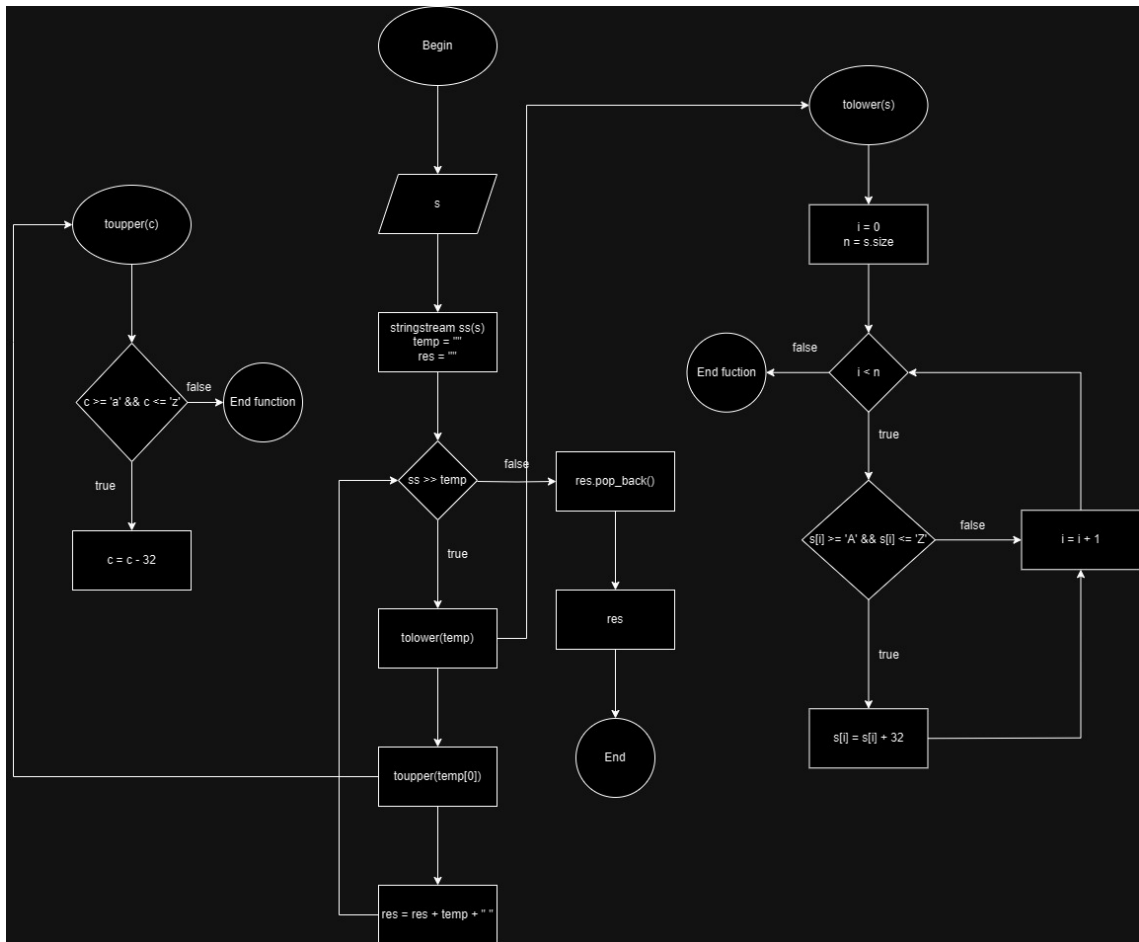 Begin
s
stringstream ss(s)
temp = ""
res = ""
ss >> temp
false
true
tolower(temp)
toupper(temp[0])
res = res + temp + " "
res.pop_back()
res
End
toupper(c)
c >= 'a' && c <= 'z'
false
End function
true
c = c - 32
tolower(s)
i = 0
n = s.size
i < n
false
End fuction
true
s[i] >= 'A' && s[i] <= 'Z'
false
i = i + 1
true
s[i] = s[i] + 32